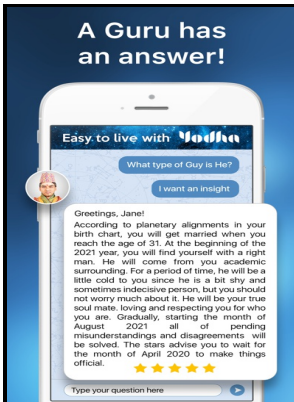 A Guru has
an answer!
Easy to live with Yodha
What type of Guy is He?
I want an insight
Greetings, Jane!
According to planetary alignments in your
birth chart, you will get married when you
reach the age of 31. At the beginning of the
2021 year, you will find yourself with a right
man. He will come from you academic
surrounding. For a period of time, he will be a
little cold to you since he is a bit shy and
sometimes indecisive person, but you should
not worry much about it. He will be your true
soul mate. loving and respecting you for who
you are. Gradually, starting the month of
August 2021 all of pending
misunderstandings and disagreements will
be solved. The stars advise you to wait for
the month of April 2020 to make things
official.
Type your question here